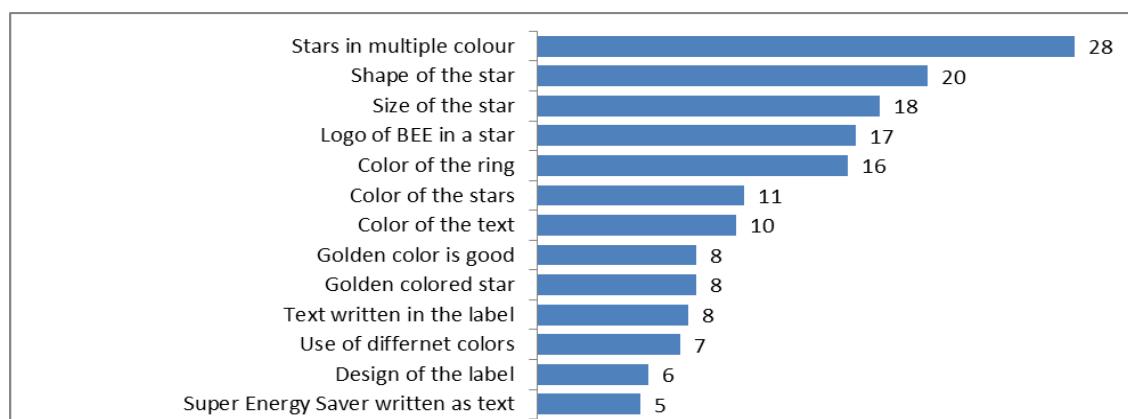 Stars in multiple colour 28
Shape of the star 20
Size of the star 18
Logo of BEE in a star 17
Color of the ring 16
Color of the stars 11
Color of the text 10
Golden color is good 8
Golden colored star 8
Text written in the label 8
Use of differnet colors 7
Design of the label 6
Super Energy Saver written as text 5